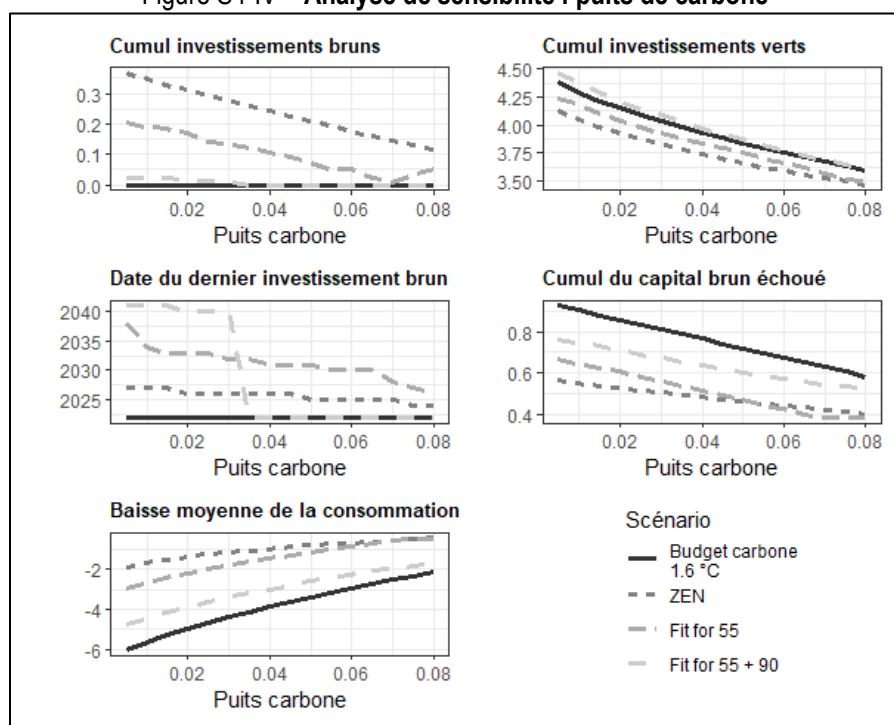 Analyse de sensibilité : puits de carbone
Cumul investissements bruns
0.3
0.2
0.1
0.0
0.02 0.04 0.06 0.08
Puits carbone
Cumul investissements verts
4.50
4.25
4.00
3.75
3.50
0.02 0.04 0.06 0.08
Puits carbone
Date du dernier investissement brun
2040
2035
2030
2025
0.02 0.04 0.06 0.08
Puits carbone
Cumul du capital brun échoué
0.8
0.6
0.4
0.02 0.04 0.06 0.08
Puits carbone
Baisse moyenne de la consommation
-2
-4
-6
0.02 0.04 0.06 0.08
Puits carbone
Scénario
Budget carbone
1.6 °C
ZEN
Fit for 55
Fit for 55 + 90